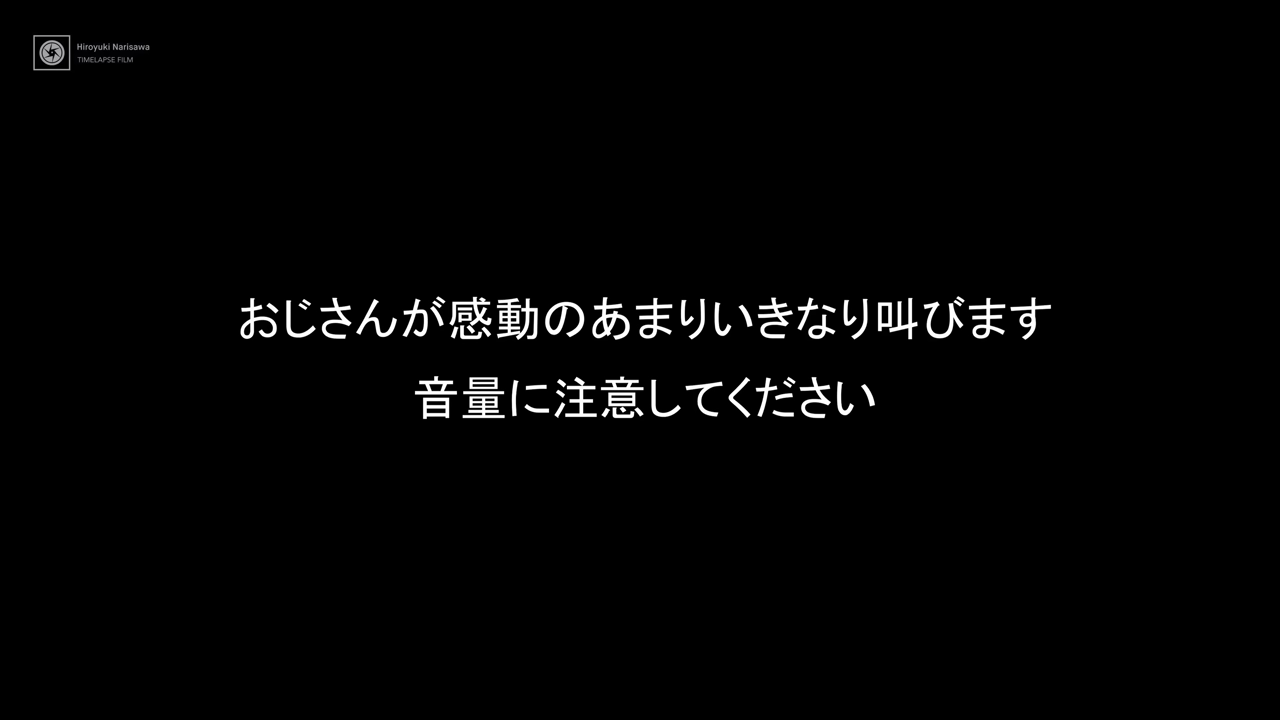 Hiroyuki Narisawa
TIMELAPSE FILM
おじさんが感動のあまりいきなり叫びます
音量に注意してください